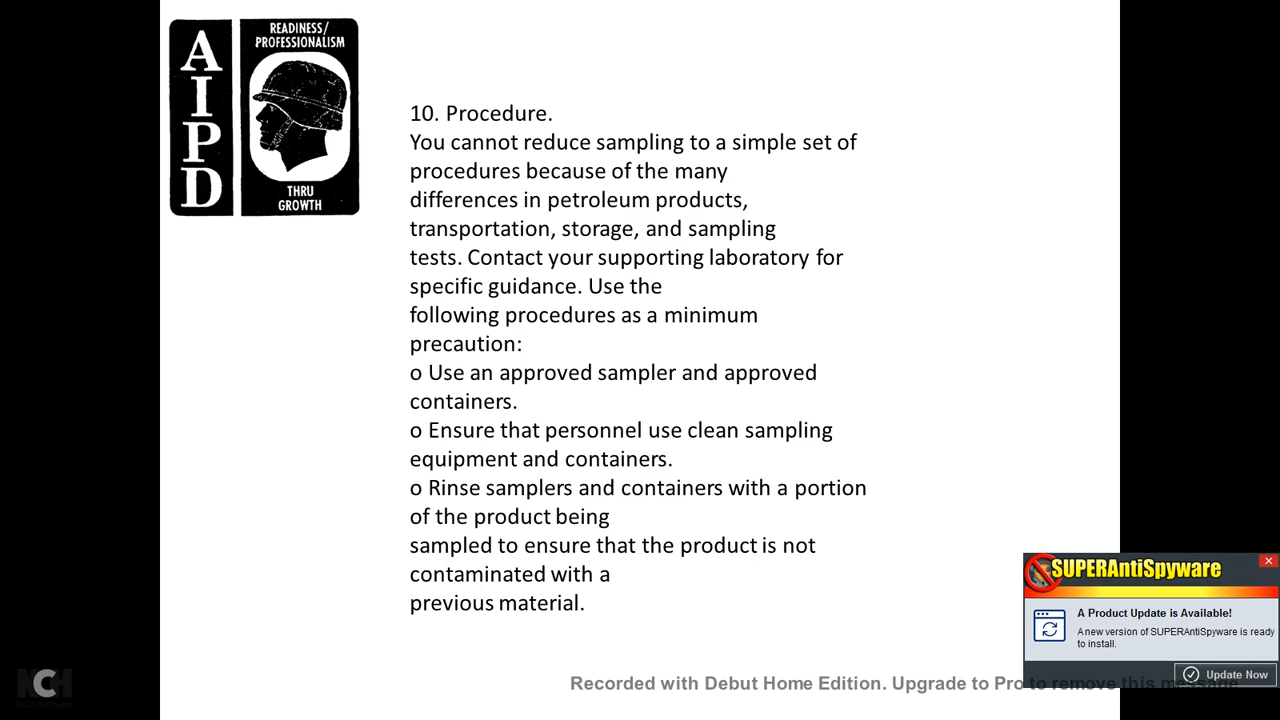 A
I
P
D
READINESS/
PROFESSIONALISM
THRU
GROWTH
10. Procedure.
You cannot reduce sampling to a simple set of
procedures because of the many
differences in petroleum products,
transportation, storage, and sampling
tests. Contact your supporting laboratory for
specific guidance. Use the
following procedures as a minimum
precaution:
o Use an approved sampler and approved
containers.
o Ensure that personnel use clean sampling
equipment and containers.
o Rinse samplers and containers with a portion
of the product being
sampled to ensure that the product is not
contaminated with a
previous material.
SUPERAntiSpyware
A Product Update is Available!
A new version of SUPERAntiSpyware is ready
to install.
Update Now
NCH
Recorded with Debut Home Edition. Upgrade to Pro to remove this message